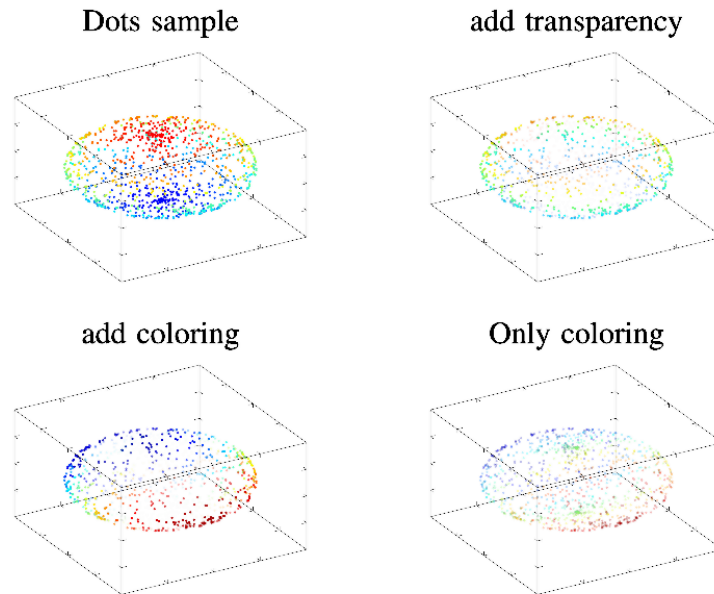 Dots sample
add transparency
add coloring
Only coloring